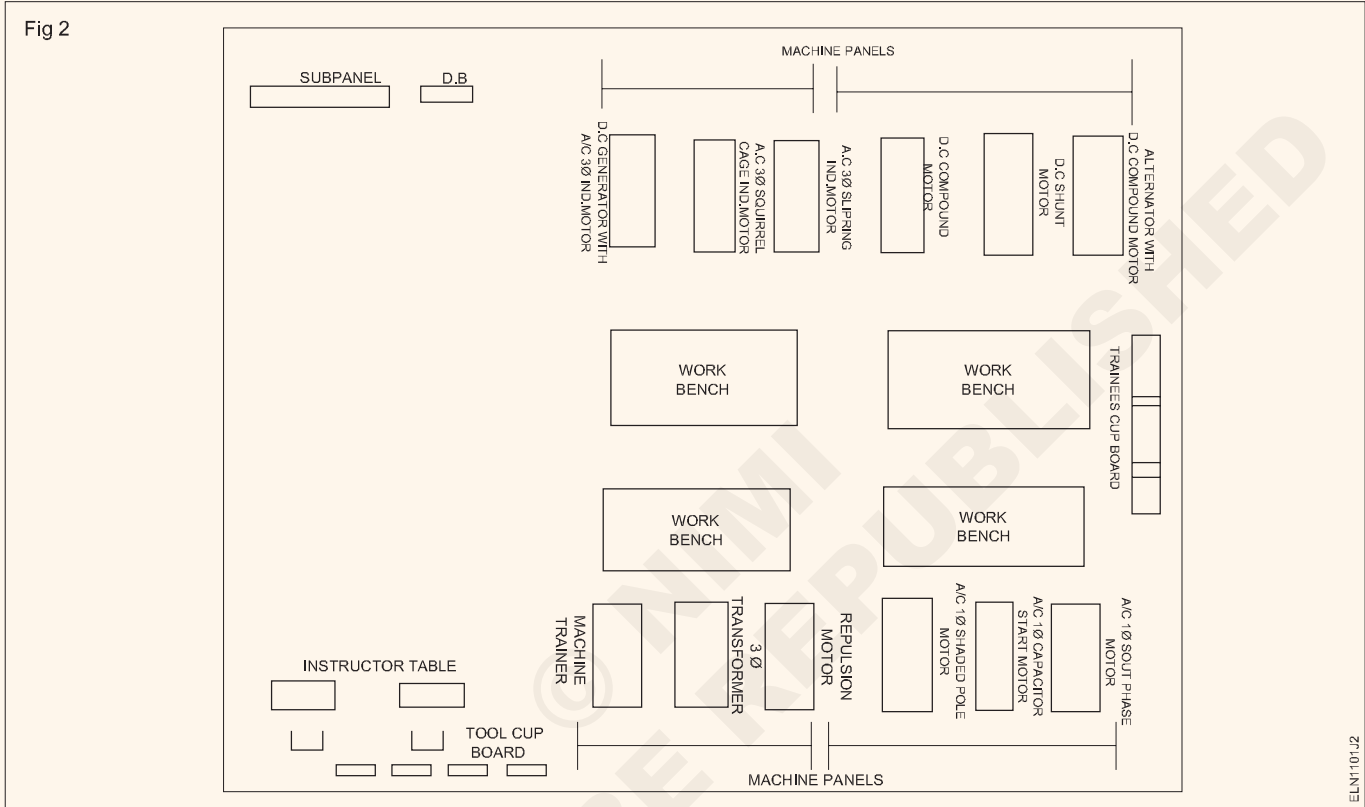 Fig 2
MACHINE PANELS
SUBPANEL
D.B
D.C GENERATOR WITH
A/C 3Ø IND.MOTOR
A.C 3Ø SQUIRREL
CAGE IND.MOTOR
A.C 3Ø SLIPRING
IND.MOTOR
D.C COMPOUND
MOTOR
D.C SHUNT
MOTOR
ALTERNATOR WITH
D.C COMPOUND MOTOR
WORK
BENCH
WORK
BENCH
TRAINEES CUP BOARD
WORK
BENCH
WORK
BENCH
MACHINE
TRAINER
3 Ø
TRANSFORMER
REPULSION
MOTOR
A/C 1Ø SHADED POLE
MOTOR
A/C 1Ø CAPACITOR
START MOTOR
A/C 1Ø SOUT PHASE
MOTOR
INSTRUCTOR TABLE
TOOL CUP
BOARD
MACHINE PANELS
ELN1101J2
© NIMI
BE REPUBLISHED